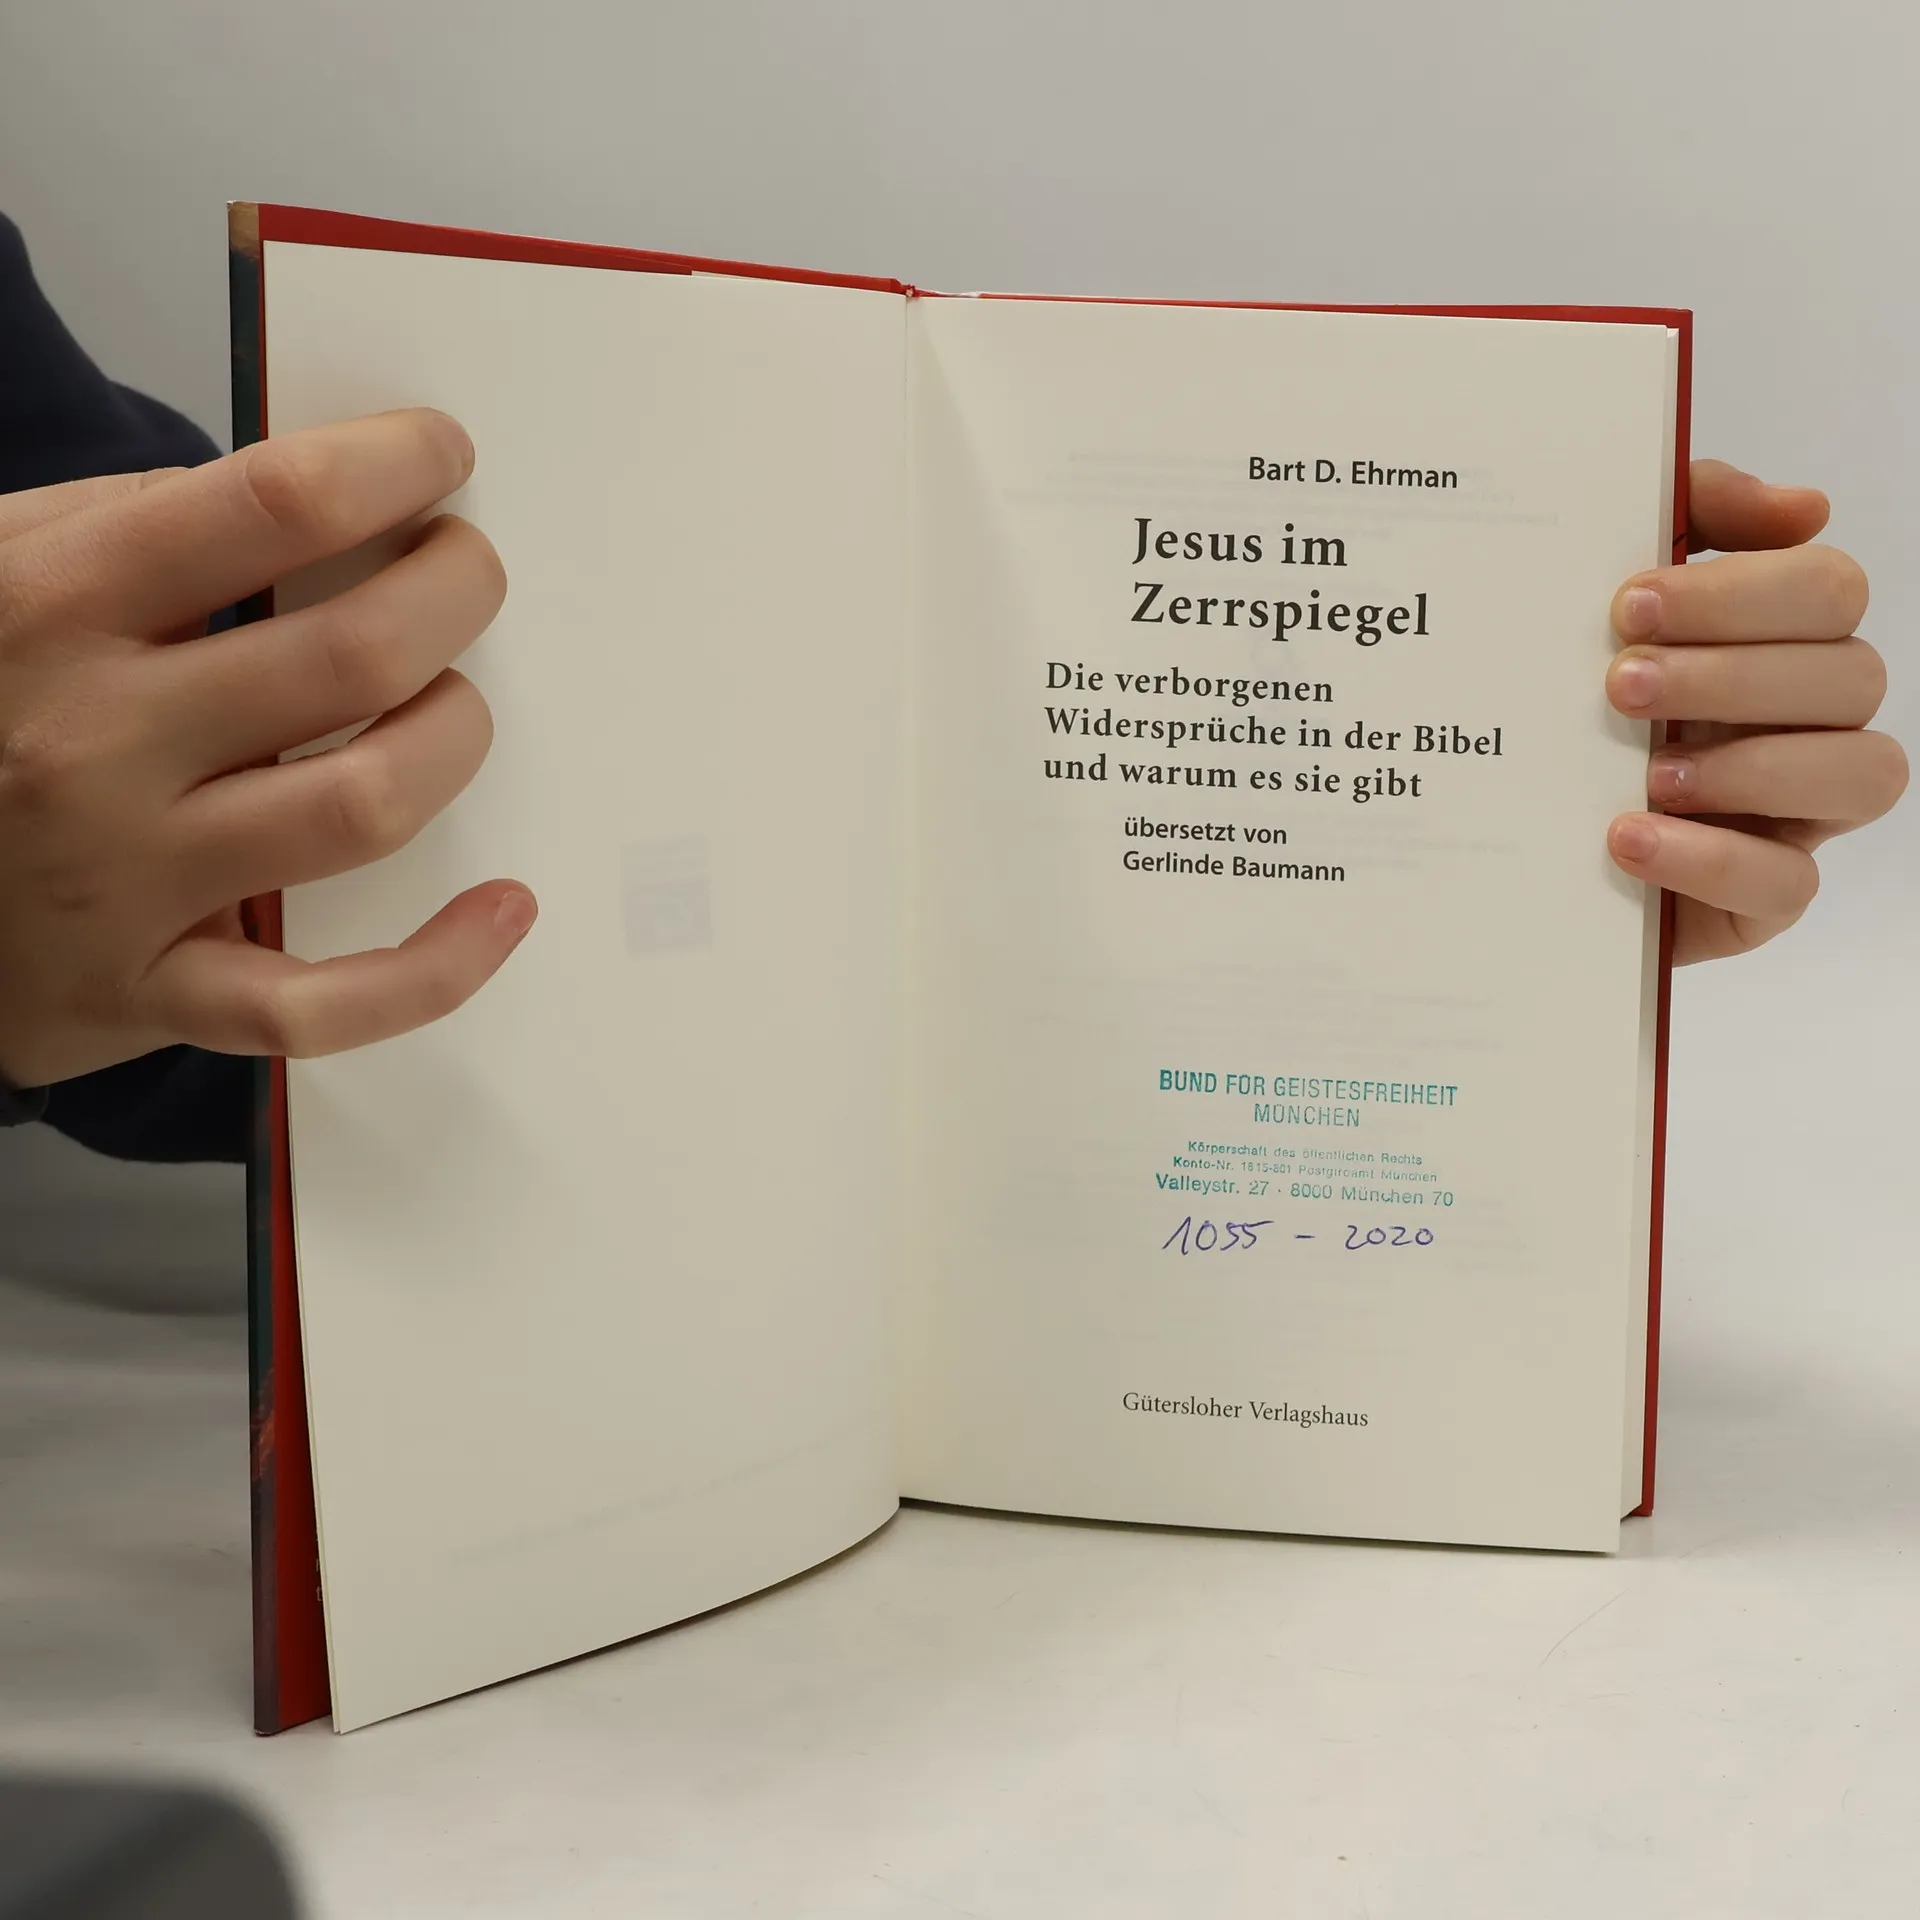 Bart D. Ehrman
Jesus im
Zerrspiegel
Die verborgenen
Widersprüche in der Bibel
und warum es sie gibt
übersetzt von
Gerlinde Baumann
BUND FÜR GEISTESFREIHEIT
MÜNCHEN
Körperschaft des öffentlichen Rechts
Konto-Nr. 1815-801 Postgiroamt München
Valleystr. 27 · 8000 München 70
1055 - 2020
Gütersloher Verlagshaus